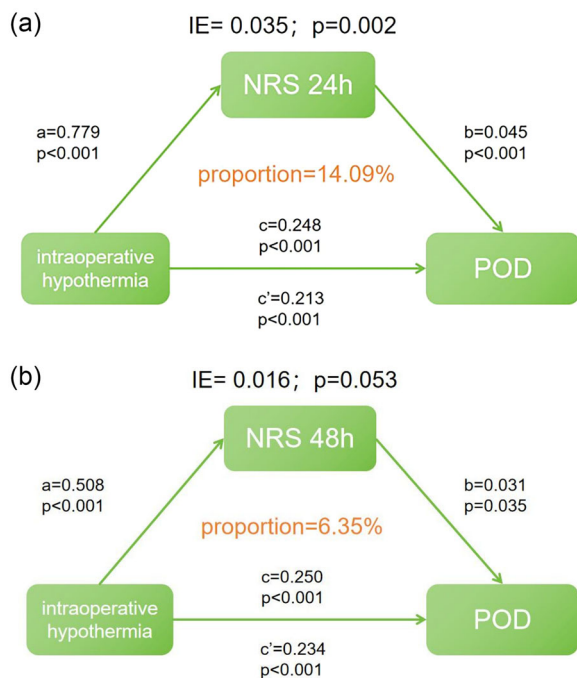 (a)
IE= 0.035; p=0.002
NRS 24h
a=0.779
p<0.001
b=0.045
p<0.001
proportion=14.09%
c=0.248
p<0.001
intraoperative
hypothermia
POD
c’=0.213
p<0.001
(b)
IE= 0.016; p=0.053
NRS 48h
a=0.508
p<0.001
b=0.031
p=0.035
proportion=6.35%
c=0.250
p<0.001
intraoperative
hypothermia
POD
c’=0.234
p<0.001